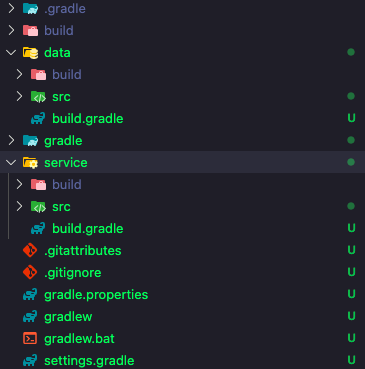 .gradle
build
data
build
src
build.gradle U
gradle
service
build
src
build.gradle U
.gitattributes U
.gitignore U
gradle.properties U
gradlew U
gradlew.bat U
settings.gradle U